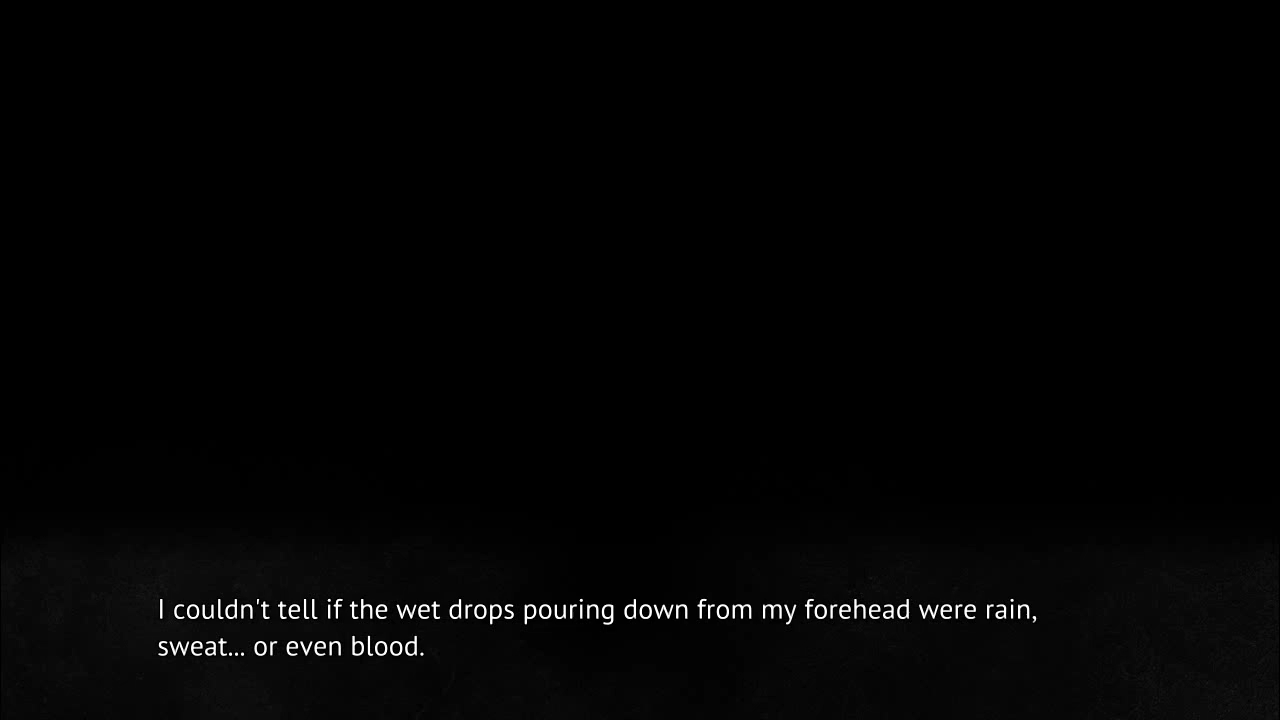 I couldn't tell if the wet drops pouring down from my forehead were rain,
sweat... or even blood.